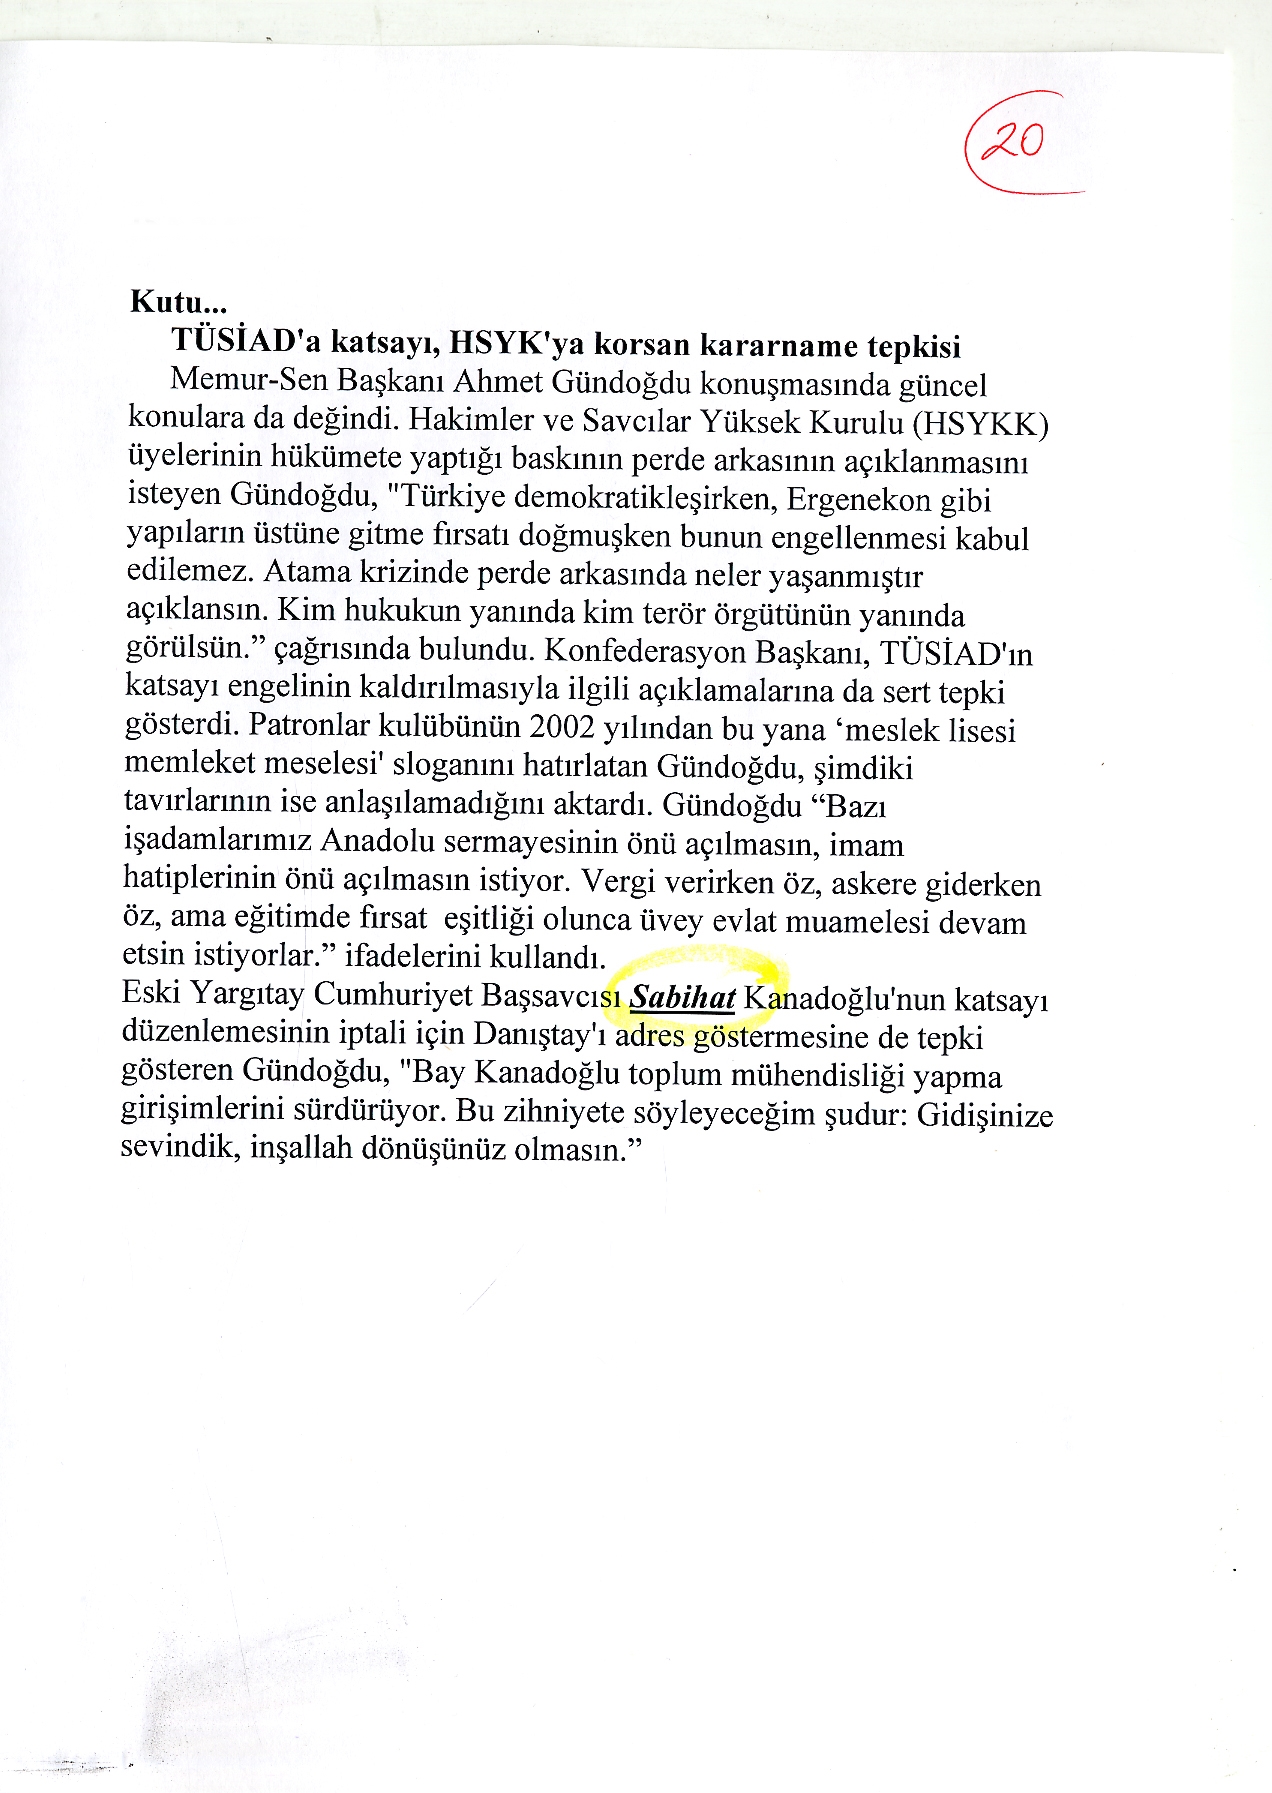 20
Kutu...
TÜSİAD'a katsayı, HSYK'ya korsan kararname tepkisi
Memur-Sen Başkanı Ahmet Gündoğdu konuşmasında güncel
konulara da değindi. Hakimler ve Savcılar Yüksek Kurulu (HSYKK)
üyelerinin hükümete yaptığı baskının perde arkasının açıklanmasını
isteyen Gündoğdu, "Türkiye demokratikleşirken, Ergenekon gibi
yapıların üstüne gitme fırsatı doğmuşken bunun engellenmesi kabul
edilemez. Atama krizinde perde arkasında neler yaşanmıştır
açıklansın. Kim hukukun yanında kim terör örgütünün yanında
görülsün.” çağrısında bulundu. Konfederasyon Başkanı, TÜSİAD'ın
katsayı engelinin kaldırılmasıyla ilgili açıklamalarına da sert tepki
gösterdi. Patronlar kulübünün 2002 yılından bu yana ‘meslek lisesi
memleket meselesi' sloganını hatırlatan Gündoğdu, şimdiki
tavırlarının ise anlaşılamadığını aktardı. Gündoğdu “Bazı
işadamlarımız Anadolu sermayesinin önü açılmasın, imam
hatiplerinin önü açılmasın istiyor. Vergi verirken öz, askere giderken
öz, ama eğitimde fırsat  eşitliği olunca üvey evlat muamelesi devam
etsin istiyorlar.” ifadelerini kullandı.
Eski Yargıtay Cumhuriyet Başsavcısı Sabihat Kanadoğlu'nun katsayı
düzenlemesinin iptali için Danıştay'ı adres göstermesine de tepki
gösteren Gündoğdu, "Bay Kanadoğlu toplum mühendisliği yapma
girişimlerini sürdürüyor. Bu zihniyete söyleyeceğim şudur: Gidişinize
sevindik, inşallah dönüşünüz olmasın.”